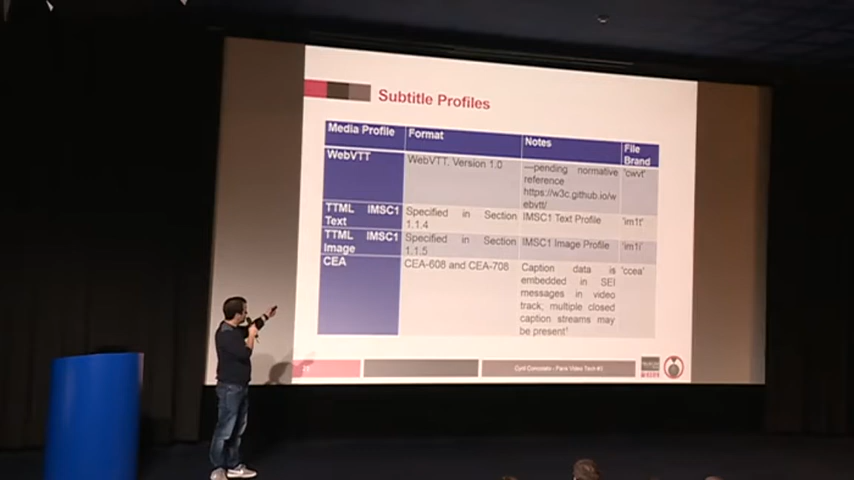 Subtitle Profiles
Media Profile Format Notes File
Brand
WebVTT WebVTT. Version 1.0 —pending normative 'cwvt'
reference
https://w3c.github.io/w
ebvtt/
TTML IMSC1 Specified in Section IMSC1 Text Profile 'im1t'
Text 1.1.4
TTML IMSC1 Specified in Section IMSC1 Image Profile 'im1i'
Image 1.1.5
CEA CEA-608 and CEA-708 Caption data is 'ccea'
embedded in SEI
messages in video
track; multiple closed
caption streams may
be present¹
Cyril Concolato - Paris Video Tech #3